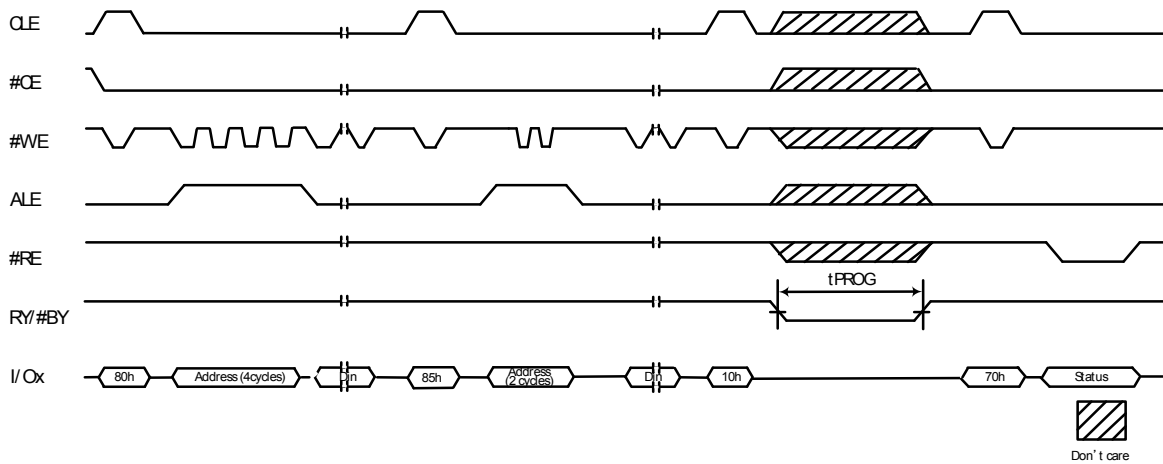 CLE
#CE
#WE
ALE
#RE
tPROG
RY/#BY
I/Ox
80h
Address (4cycles)
Din
85h
Address
(2 cycles)
Din
10h
70h
Status
Don't care